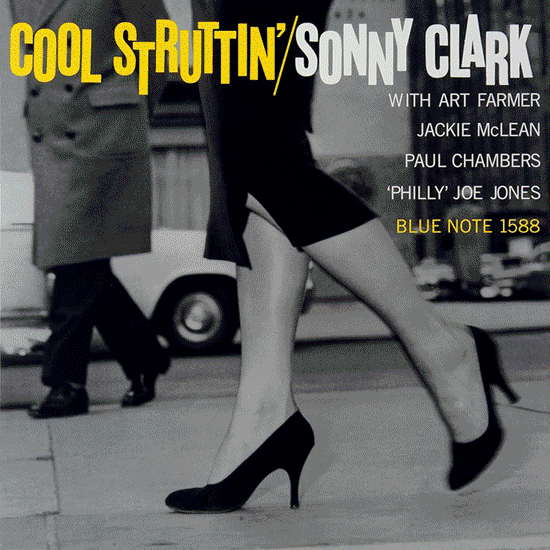 COOL STRUTTIN'/SONNY CLARK
WITH ART FARMER
JACKIE McLEAN
PAUL CHAMBERS
'PHILLY' JOE JONES
BLUE NOTE 1588